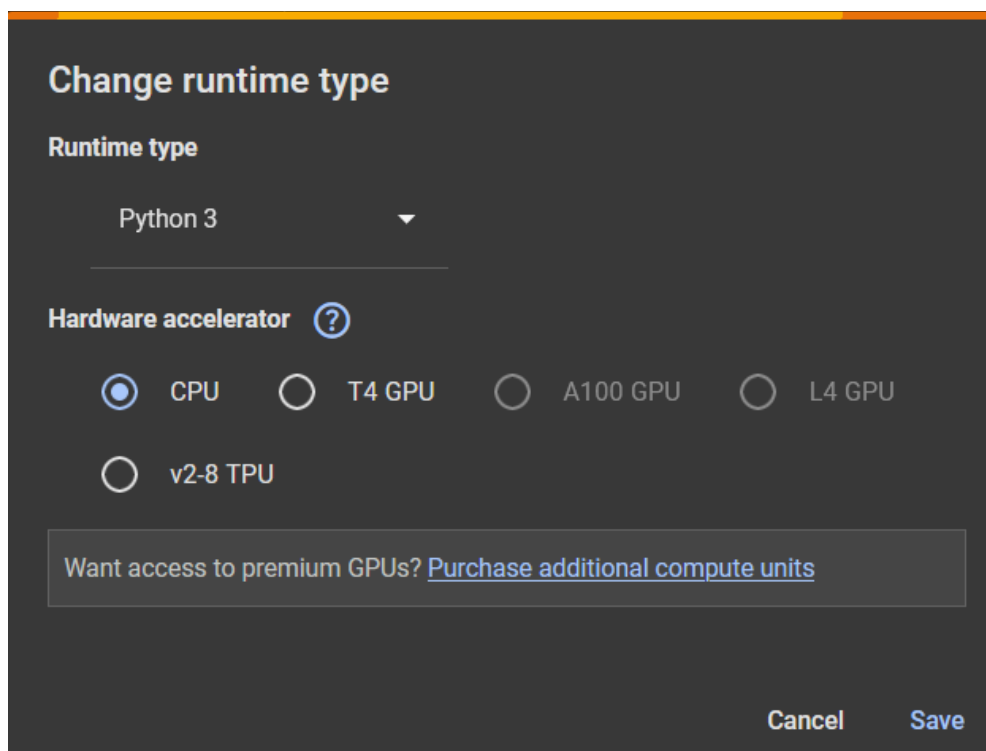 Change runtime type
Runtime type
Python 3
Hardware accelerator ?
CPU T4 GPU A100 GPU L4 GPU
v2-8 TPU
Want access to premium GPUs? Purchase additional compute units
Cancel Save